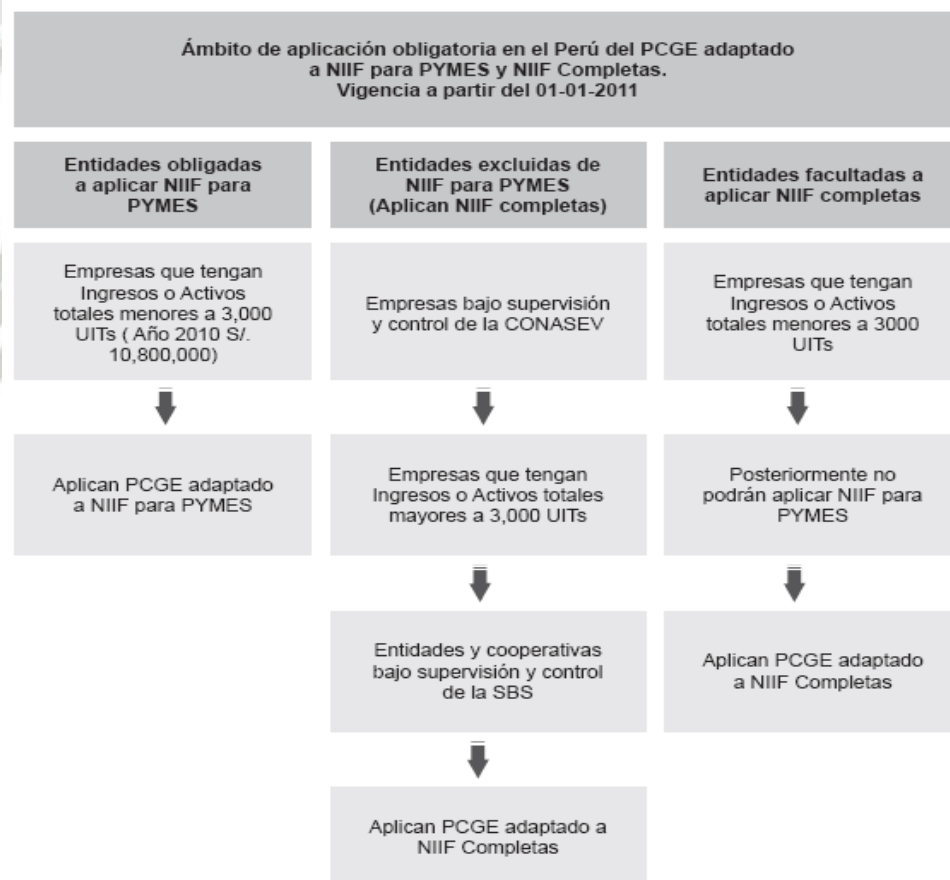 Ámbito de aplicación obligatoria en el Perú del PCGE adaptado
a NIIF para PYMES y NIIF Completas.
Vigencia a partir del 01-01-2011
Entidades obligadas
a aplicar NIIF para
PYMES
Empresas que tengan
Ingresos o Activos
totales menores a 3,000
UITs ( Año 2010 S/.
10,800,000)
Aplican PCGE adaptado
a NIIF para PYMES
Entidades excluidas de
NIIF para PYMES
(Aplican NIIF completas)
Empresas bajo supervisión
y control de la CONASEV
Empresas que tengan
Ingresos o Activos totales
mayores a 3,000 UITs
Entidades y cooperativas
bajo supervisión y control
de la SBS
Aplican PCGE adaptado a
NIIF Completas
Entidades facultadas a
aplicar NIIF completas
Empresas que tengan
Ingresos o Activos
totales menores a 3000
UITs
Posteriormente no
podrán aplicar NIIF para
PYMES
Aplican PCGE adaptado
a NIIF Completas